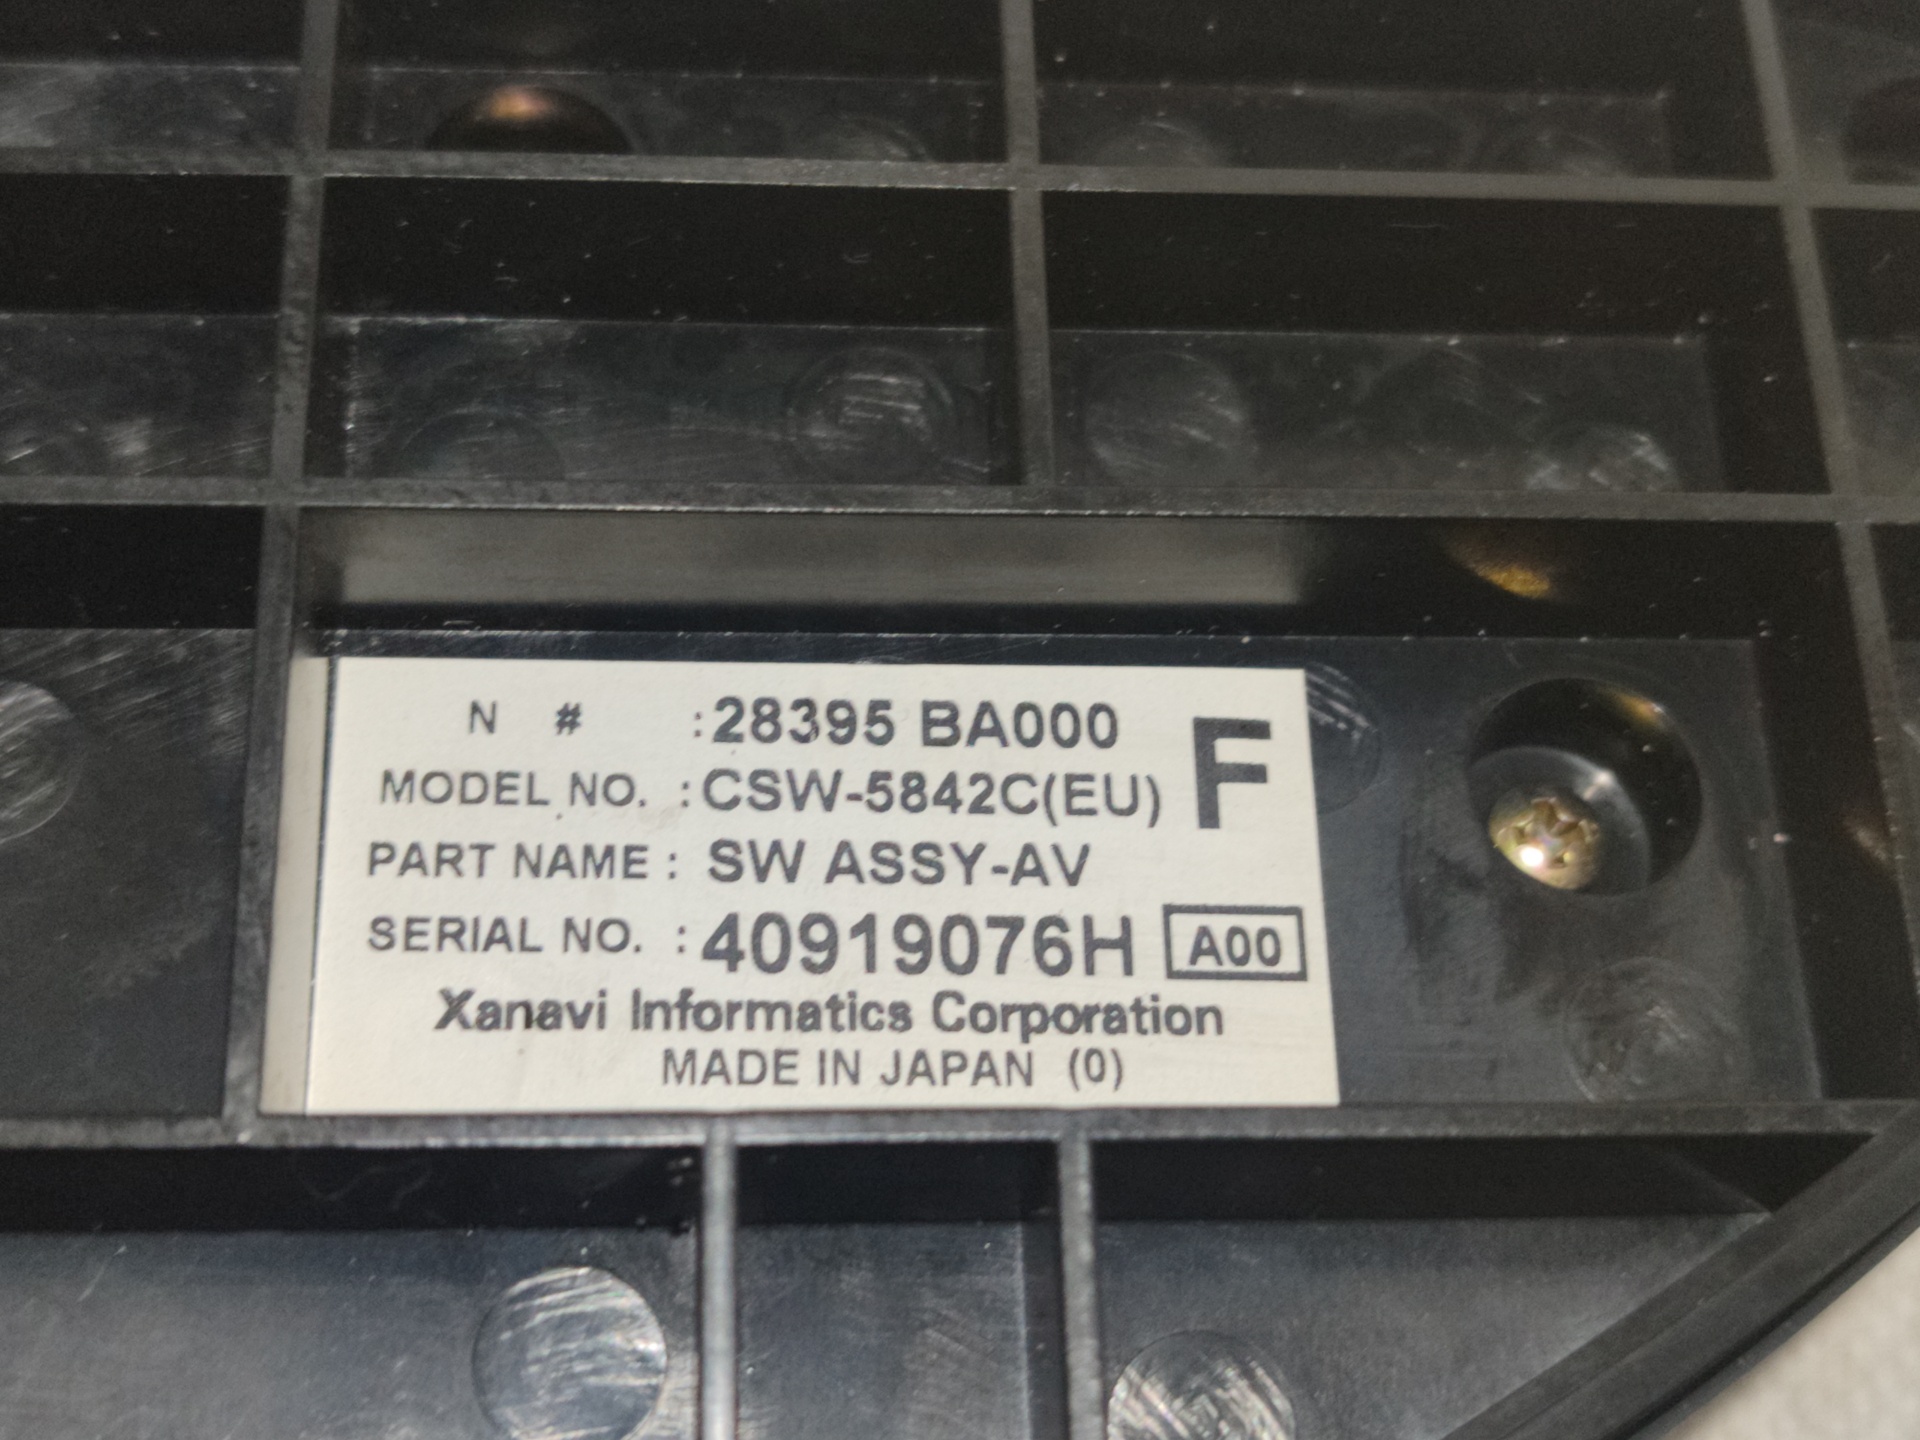 N # :28395 BA000 F
MODEL NO. :CSW-5842C(EU)
PART NAME : SW ASSY-AV
SERIAL NO. :40919076H A00
Xanavi Informatics Corporation
MADE IN JAPAN (0)